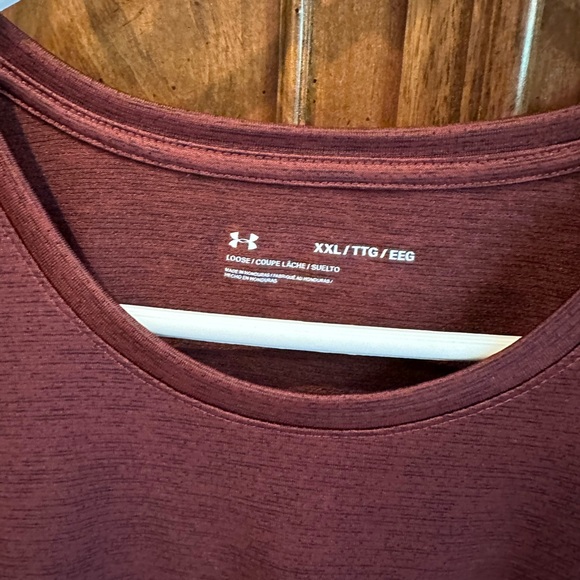 XXL / TTG / EEG
LOOSE / COUPE LÂCHE / SUELTO
MADE IN HONDURAS / FABRIQUÉ AU HONDURAS /
HECHO EN HONDURAS